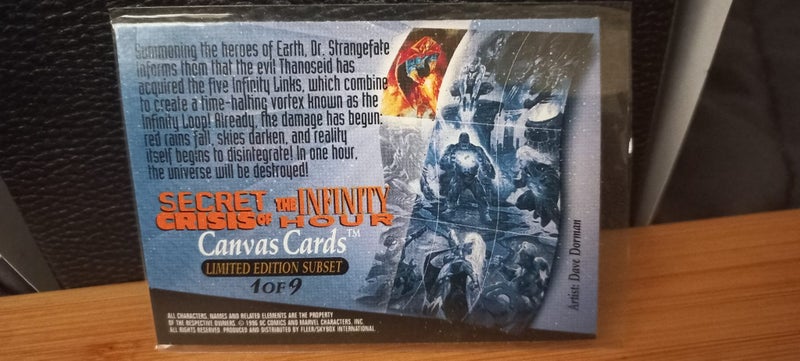 Summoning the heroes of Earth, Dr. Strangefate
informs them that the evil Thanoseid has
acquired the five Infinity Links, which combine
to create a time-halting vortex known as the
Infinity Loop! Already, the damage has begun:
red rains fall, skies darken, and reality
itself begins to disintegrate! In one hour,
the universe will be destroyed!
SECRET THE INFINITY
CRISIS OF HOUR
Canvas Cards™
LIMITED EDITION SUBSET
1 OF 9
ALL CHARACTERS, NAMES AND RELATED ELEMENTS ARE THE PROPERTY
OF THE RESPECTIVE OWNERS. © 1996 DC COMICS AND MARVEL CHARACTERS, INC.
ALL RIGHTS RESERVED. PRODUCED AND DISTRIBUTED BY FLEER/SKYBOX INTERNATIONAL.
Artist: Dave Dorman